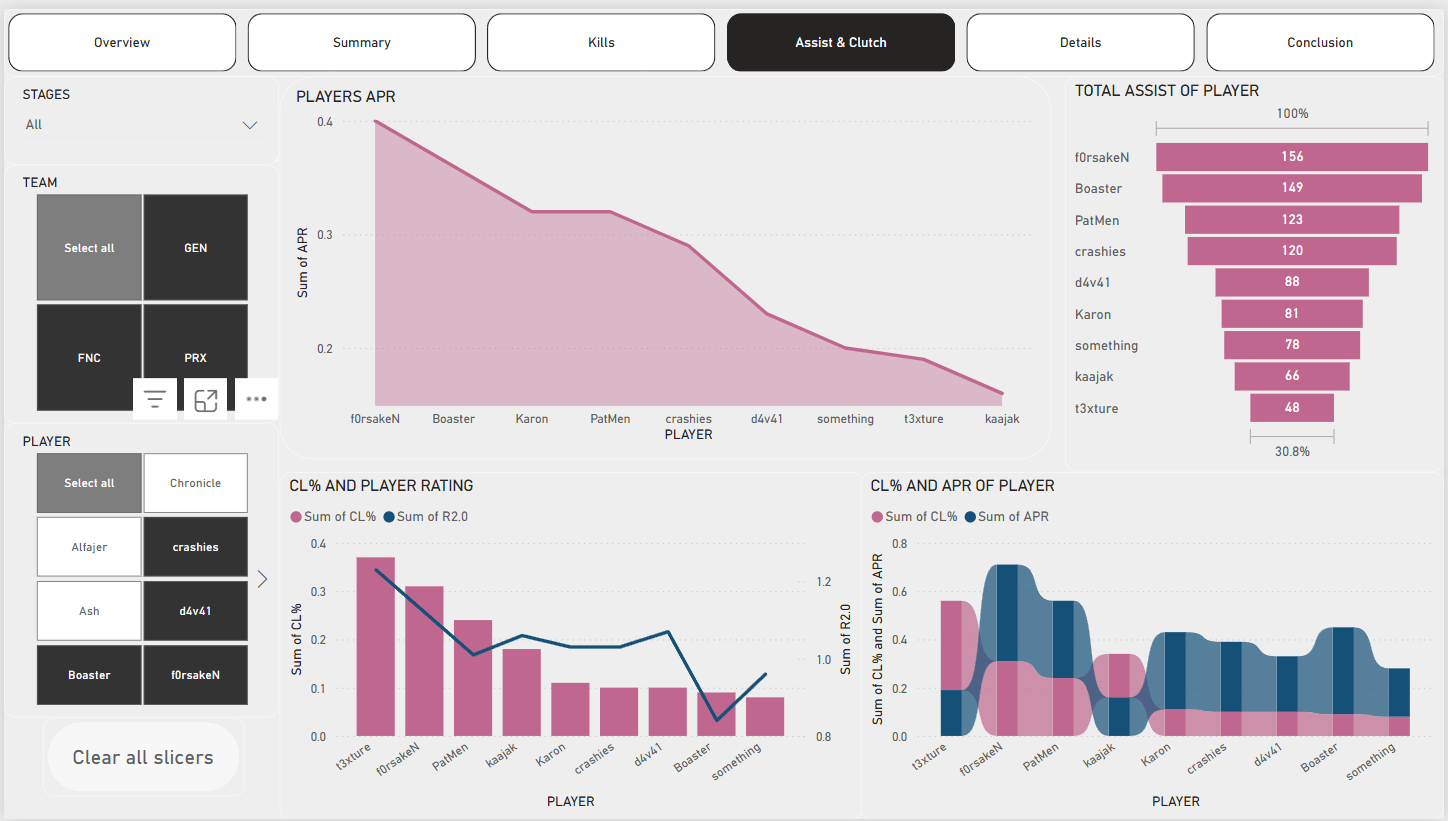 Overview
Summary
Kills
Assist & Clutch
Details
Conclusion
STAGES
All
TEAM
Select all
GEN
FNC
PRX
PLAYER
Select all
Chronicle
Alfajer
crashies
Ash
d4v41
Boaster
f0rsakeN
Clear all slicers
PLAYERS APR
Sum of APR
0.4
0.3
0.2
f0rsakeN Boaster Karon PatMen crashies d4v41 something t3xture kaajak
PLAYER
TOTAL ASSIST OF PLAYER
100%
f0rsakeN 156
Boaster 149
PatMen 123
crashies 120
d4v41 88
Karon 81
something 78
kaajak 66
t3xture 48
30.8%
CL% AND PLAYER RATING
Sum of CL% Sum of R2.0
Sum of CL%
0.4
0.3
0.2
0.1
0.0
1.2
1.0
0.8
Sum of R2.0
t3xture f0rsakeN PatMen kaajak Karon crashies d4v41 Boaster something
PLAYER
CL% AND APR OF PLAYER
Sum of CL% Sum of APR
Sum of CL% and Sum of APR
0.8
0.6
0.4
0.2
0.0
t3xture f0rsakeN PatMen kaajak Karon crashies d4v41 Boaster something
PLAYER